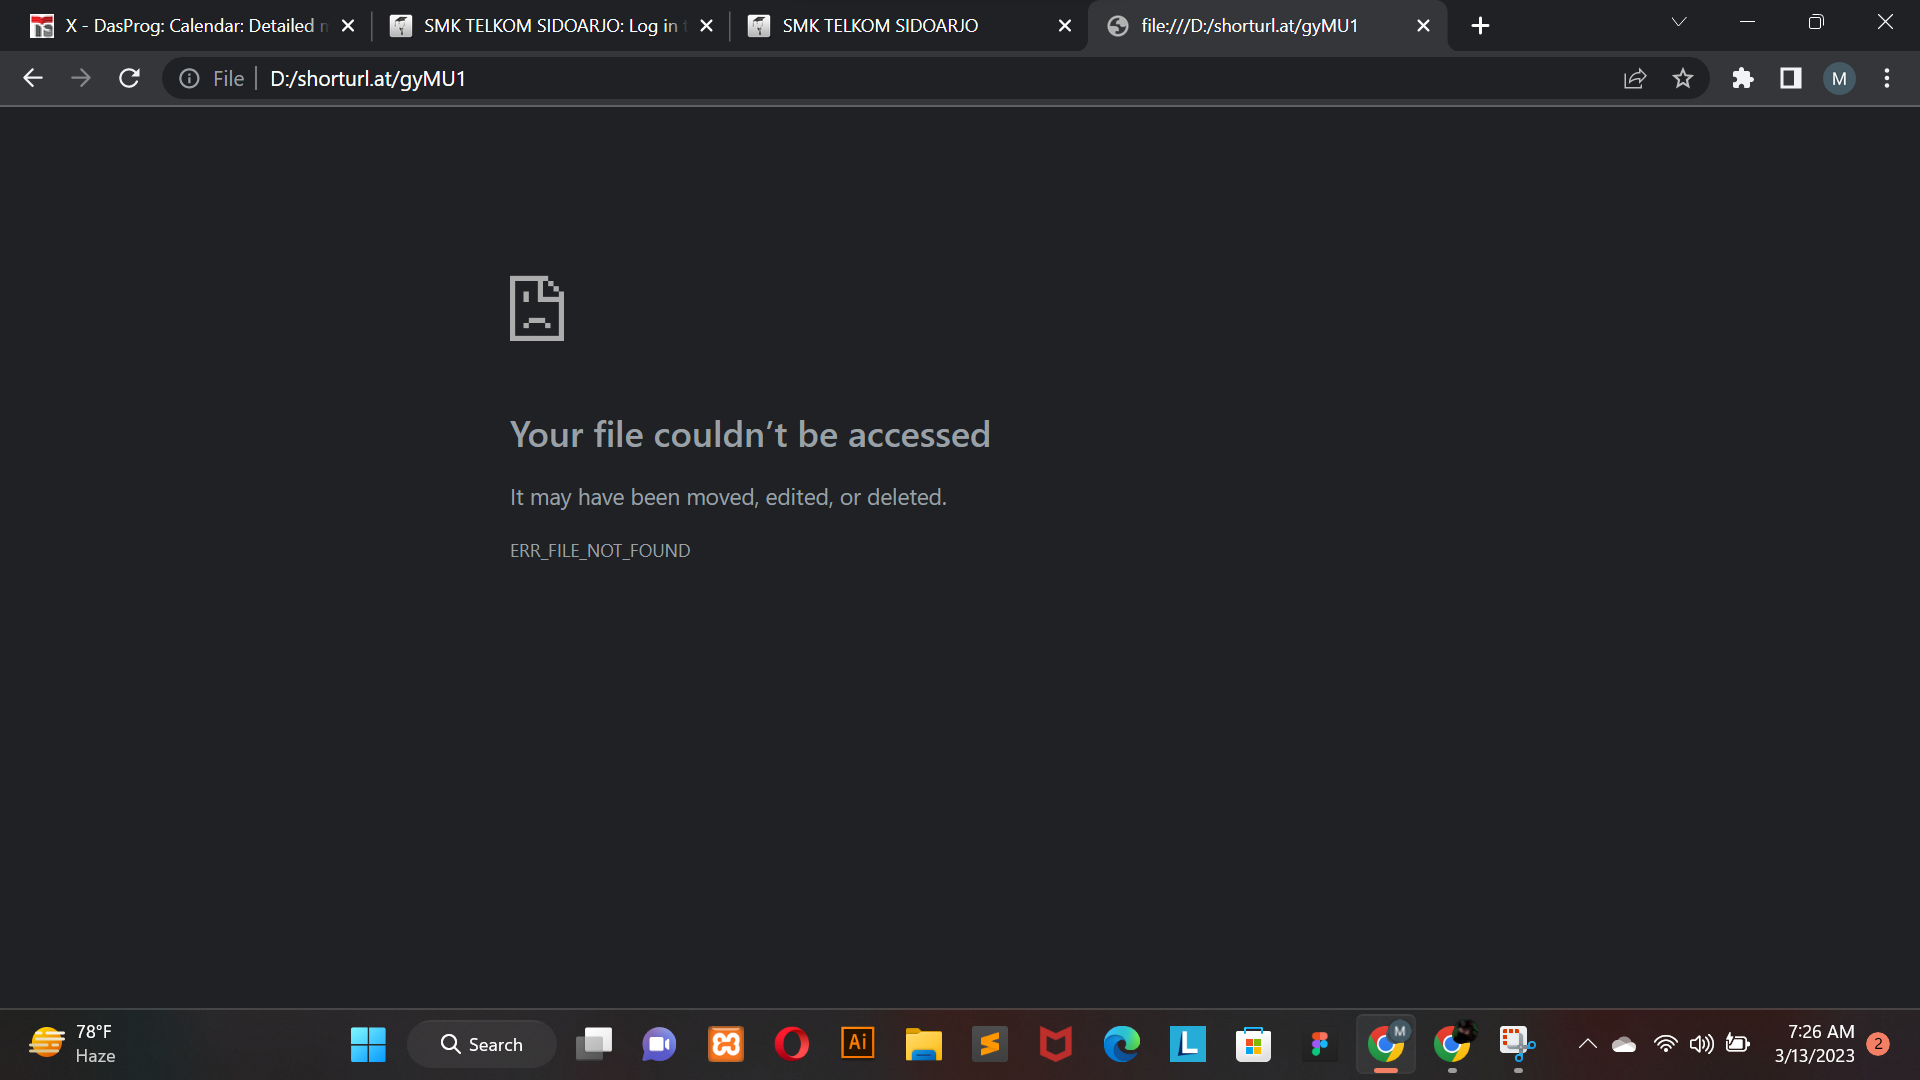 X - DasProg: Calendar: Detailed
SMK TELKOM SIDOARJO: Log in
SMK TELKOM SIDOARJO
file:///D:/shorturl.at/gyMU1
File
D:/shorturl.at/gyMU1
M
Your file couldn’t be accessed
It may have been moved, edited, or deleted.
ERR_FILE_NOT_FOUND
78°F
Haze
Search
Ai
L
M
7:26 AM
3/13/2023
2